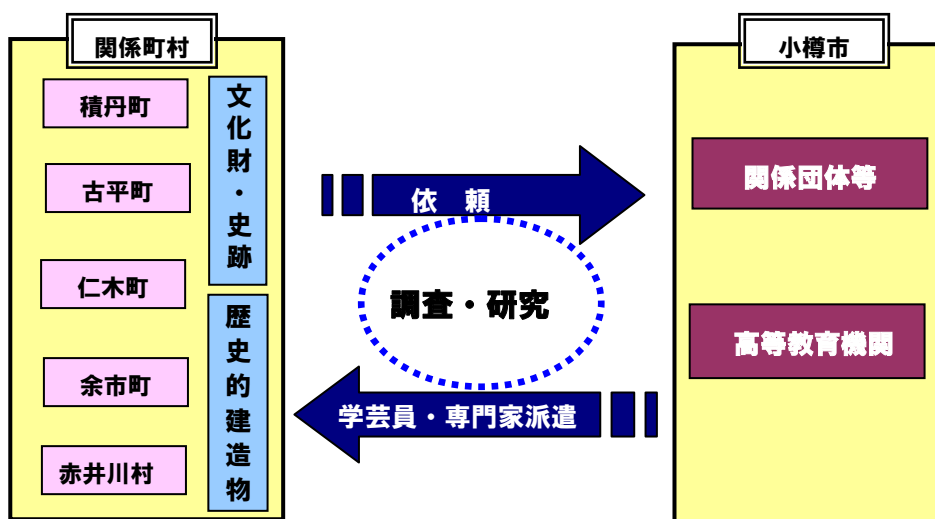 関係町村
積丹町
古平町
仁木町
余市町
赤井川村
文化財・史跡
歴史的建造物
依 頼
調査・研究
学芸員・専門家派遣
小樽市
関係団体等
高等教育機関